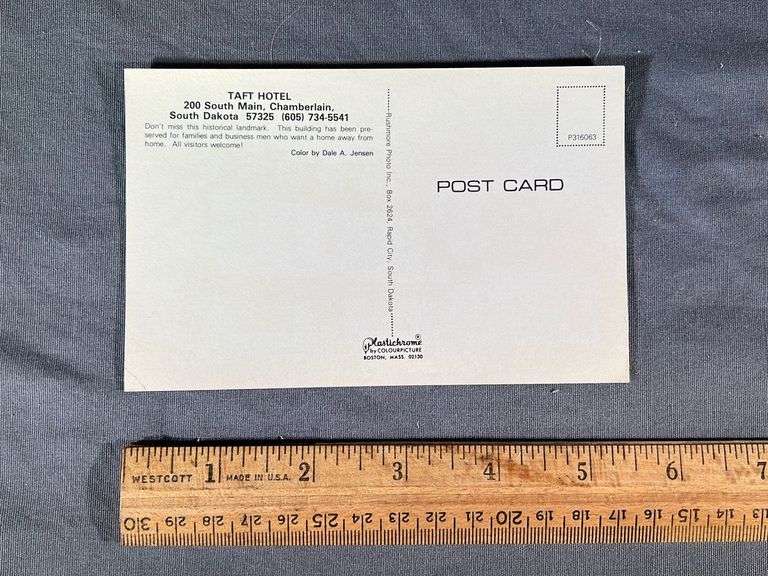 TAFT HOTEL
200 South Main, Chamberlain,
South Dakota 57325 (605) 734-5541
Don't miss this historical landmark. This building has been pre-
served for families and business men who want a home away from
home. All visitors welcome!
Color by Dale A. Jensen
Rushmore Photo Inc., Box 2624, Rapid City, South Dakota
P316063
POST CARD
Plastichrome®
by COLOURPICTURE
BOSTON, MASS. 02130
WESTCOTT 1 MADE IN U.S.A. 2 3 4 5 6 7
30 29 28 27 26 25 24 23 22 21 20 19 18 17 16 15 14 13